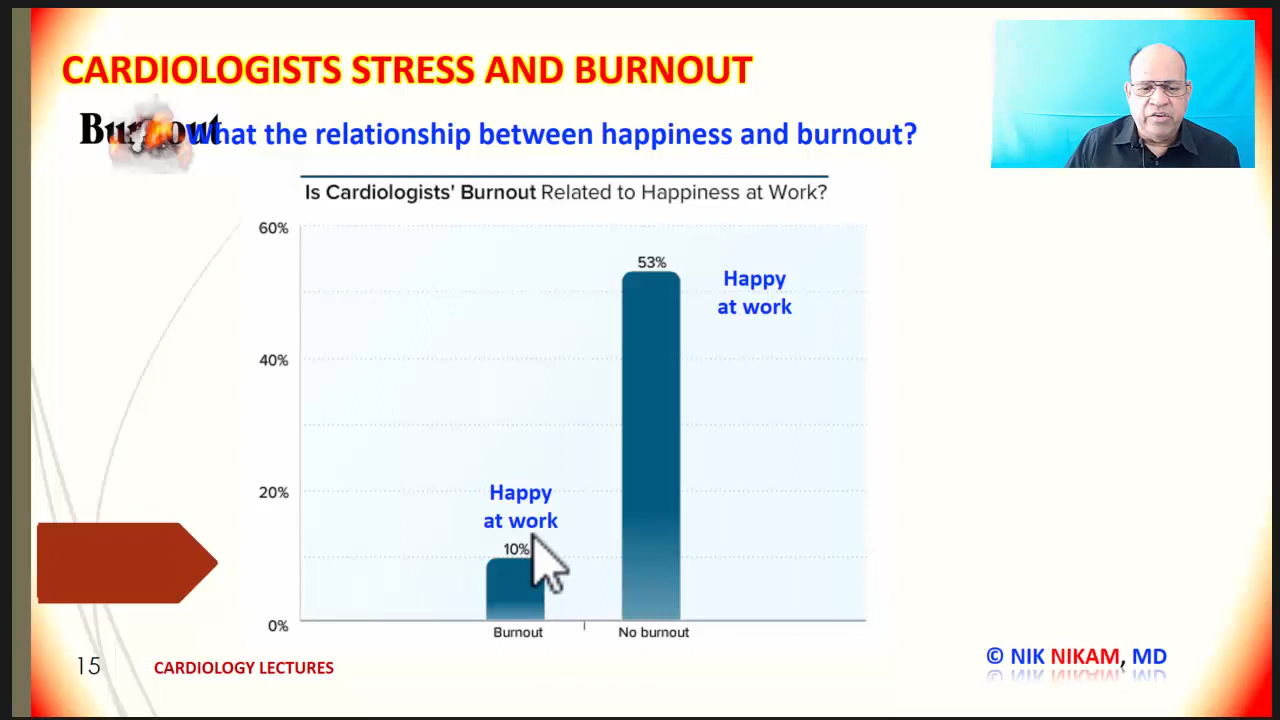 CARDIOLOGISTS STRESS AND BURNOUT
Burnout
What the relationship between happiness and burnout?
Is Cardiologists' Burnout Related to Happiness at Work?
60%
53%
Happy
at work
40%
20%
Happy
at work
10%
0%
Burnout
No burnout
15
CARDIOLOGY LECTURES
© NIK NIKAM, MD